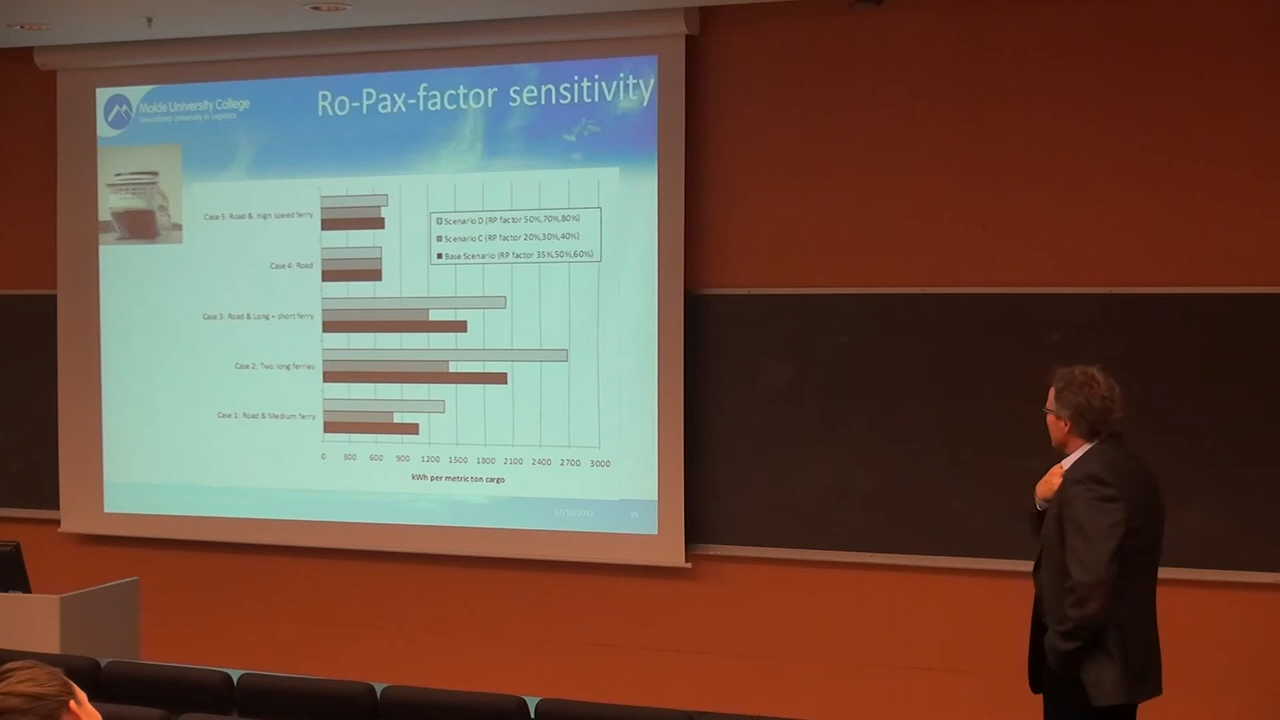 Ro-Pax-factor sensitivity
Molde University College
Specialized University in Logistics
Case 5: Road & high speed ferry
Case 4: Road
Case 3: Road & Long + short ferry
Case 2: Two long ferries
Case 1: Road & Medium ferry
Scenario D (RP factor 50%,70%,80%)
Scenario C (RP factor 20%,30%,40%)
Base Scenario (RP factor 35%,50%,60%)
0 300 600 900 1200 1500 1800 2100 2400 2700 3000
kWh per metric ton cargo